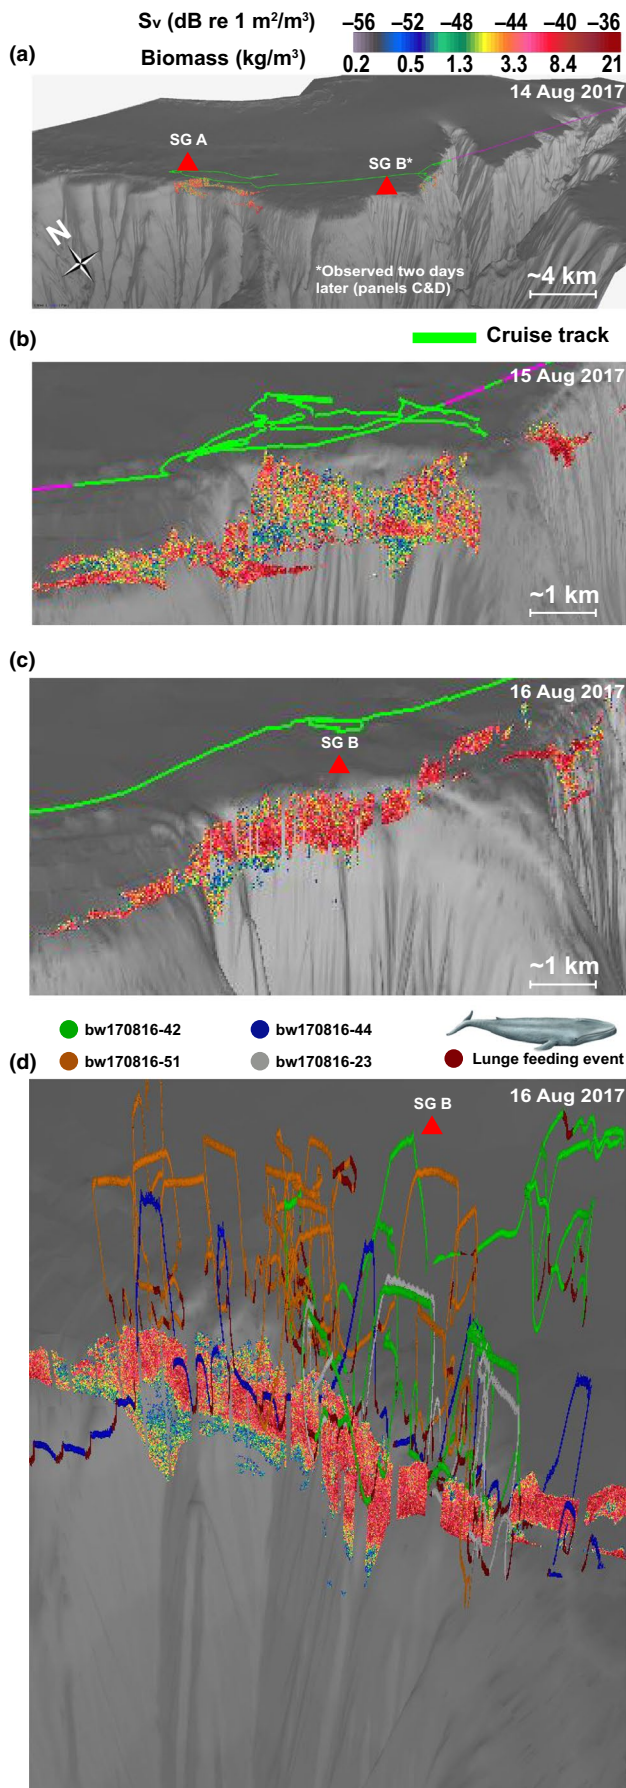 Sv (dB re 1 m²/m³) –56 –52 –48 –44 –40 –36
Biomass (kg/m³) 0.2 0.5 1.3 3.3 8.4 21
(a)
14 Aug 2017
SG A
SG B*
N
*Observed two days
later (panels C&D)
~4 km
(b)
Cruise track
15 Aug 2017
~1 km
(c)
16 Aug 2017
SG B
~1 km
bw170816-42 bw170816-44
bw170816-51 bw170816-23 Lunge feeding event
(d)
16 Aug 2017
SG B